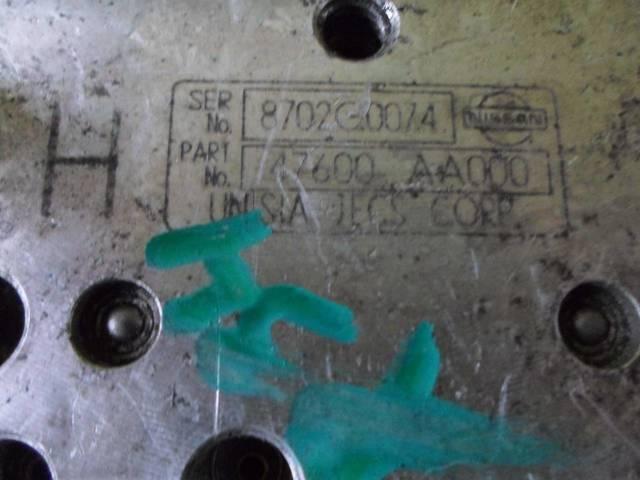 H
SER No. 8702G0074 NISSAN
PART No. 47600 AA000
UNISIA JECS CORP.